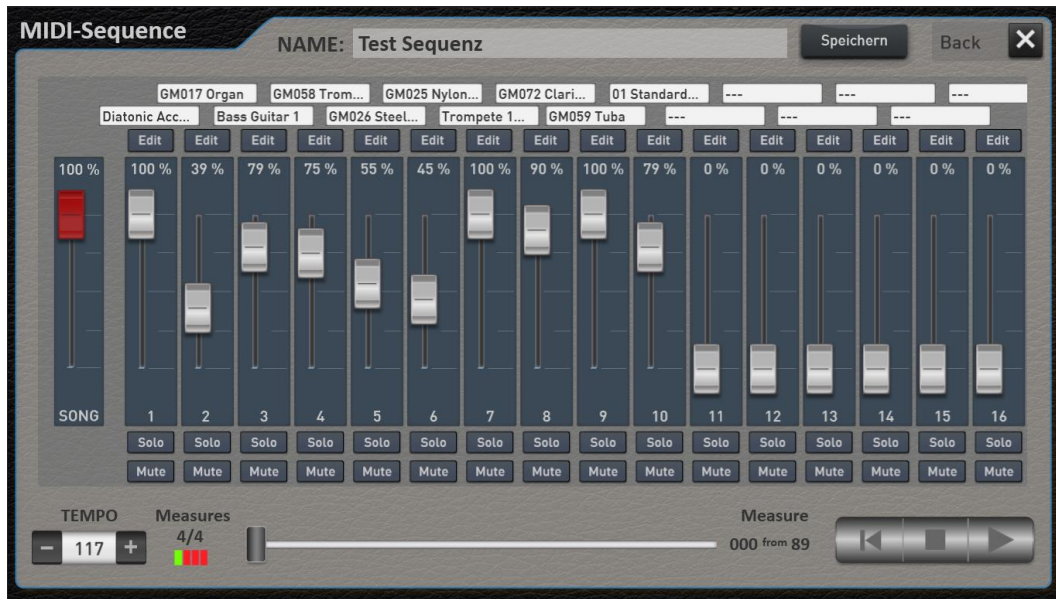 MIDI-Sequence
NAME: Test Sequenz
Speichern
Back
GM017 Organ GM058 Trom... GM025 Nylon... GM072 Clari... 01 Standard... --- --- ---
Diatonic Acc... Bass Guitar 1 GM026 Steel... Trompete 1... GM059 Tuba --- --- ---
Edit Edit Edit Edit Edit Edit Edit Edit Edit Edit Edit Edit Edit Edit Edit Edit
100 % 100 % 39 % 79 % 75 % 55 % 45 % 100 % 90 % 100 % 79 % 0 % 0 % 0 % 0 % 0 % 0 %
SONG 1 2 3 4 5 6 7 8 9 10 11 12 13 14 15 16
Solo Solo Solo Solo Solo Solo Solo Solo Solo Solo Solo Solo Solo Solo Solo Solo
Mute Mute Mute Mute Mute Mute Mute Mute Mute Mute Mute Mute Mute Mute Mute Mute
TEMPO Measures Measure
4/4
- 117 + 000 from 89